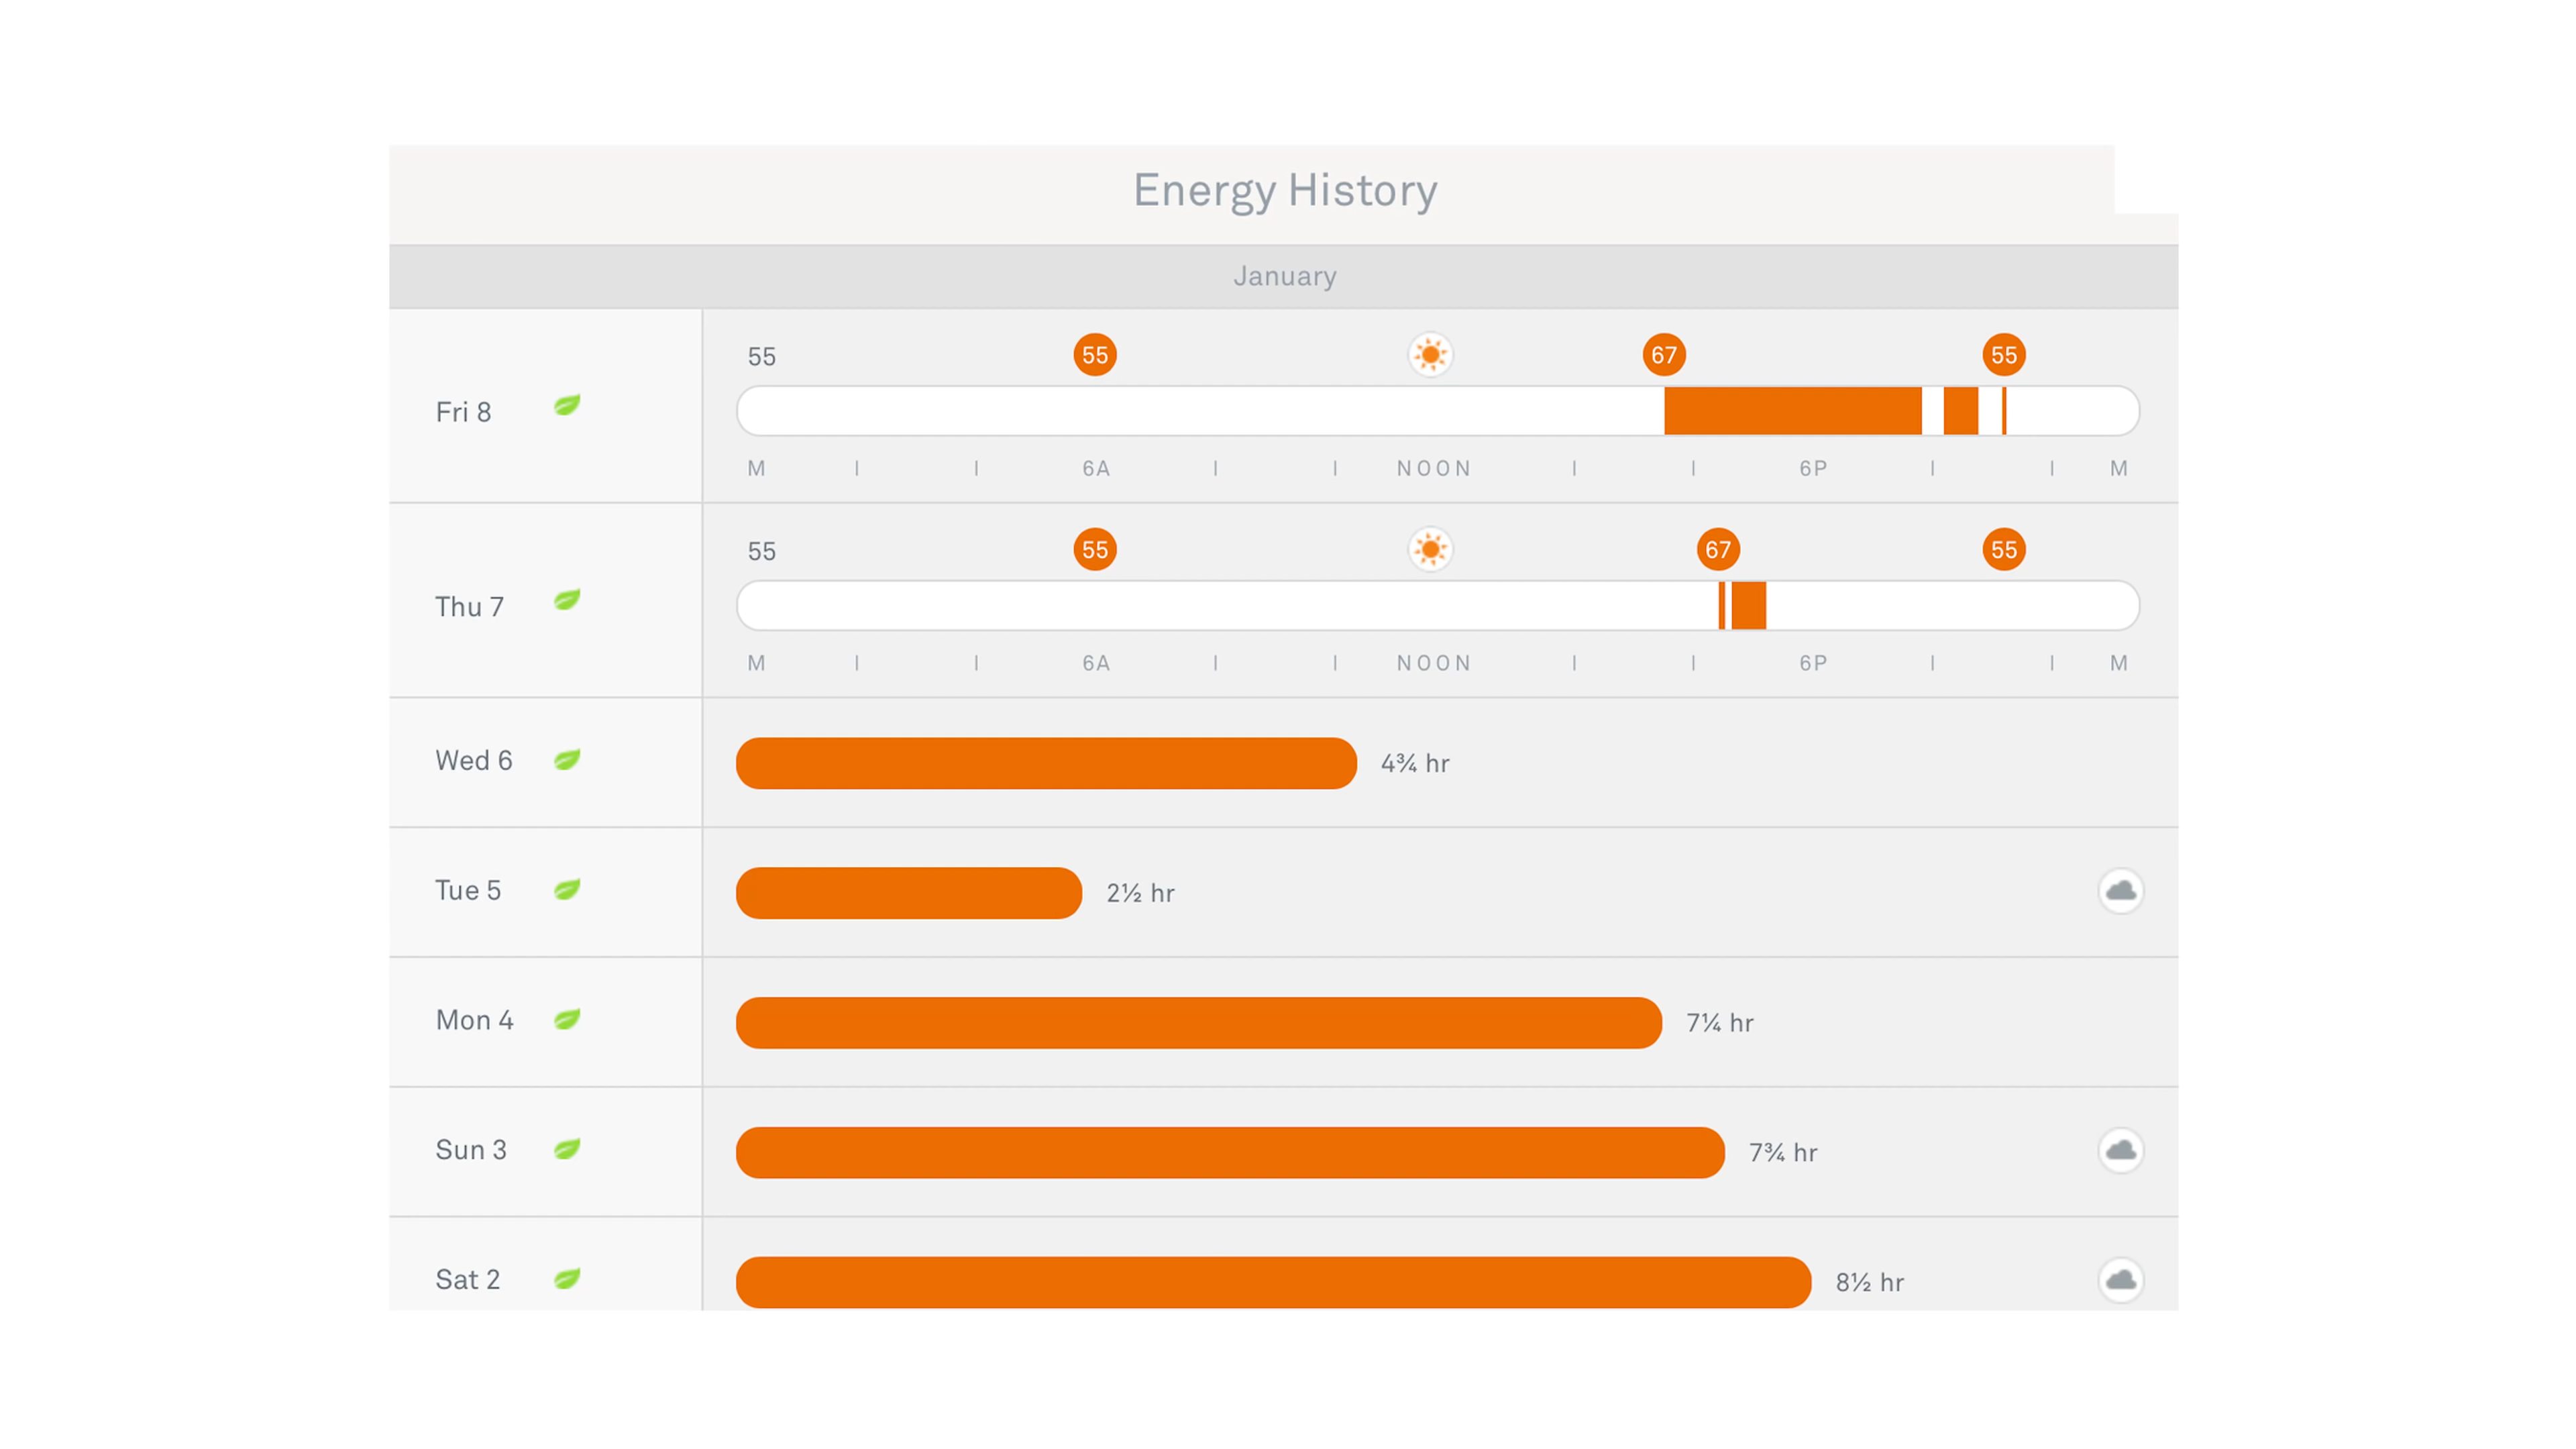 Energy History
January
55 55 67 55
Fri 8
M I I 6A I I NOON I I 6P I I M
55 55 67 55
Thu 7
M I I 6A I I NOON I I 6P I I M
Wed 6 4¾ hr
Tue 5 2½ hr
Mon 4 7¼ hr
Sun 3 7¾ hr
Sat 2 8½ hr